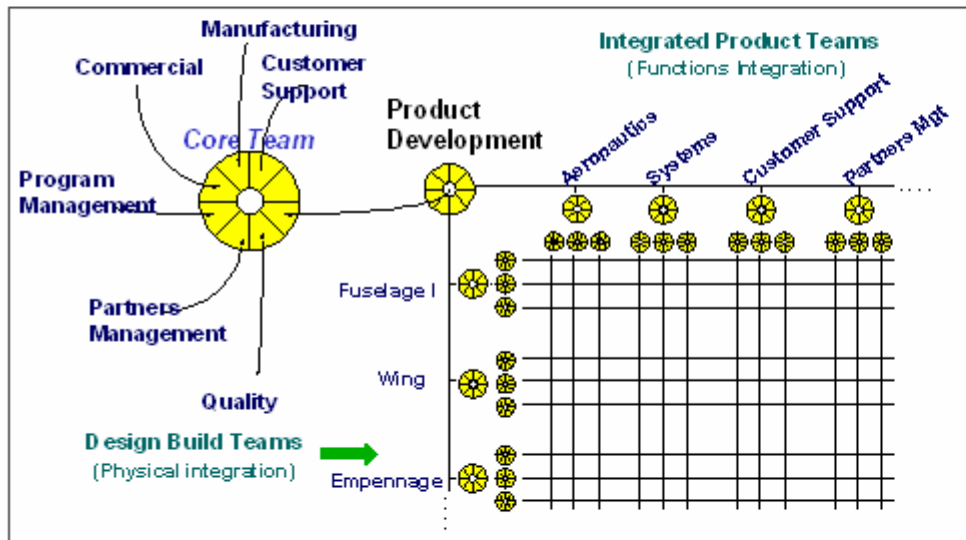 Manufacturing
Commercial
Customer
Support
Core Team
Program
Management
Partners
Management
Quality
Product
Development
Integrated Product Teams
(Functions Integration)
Aeronautics
Systems
Customer Support
Partners Mgt
Fuselage I
Wing
Empennage
Design Build Teams
(Physical integration)